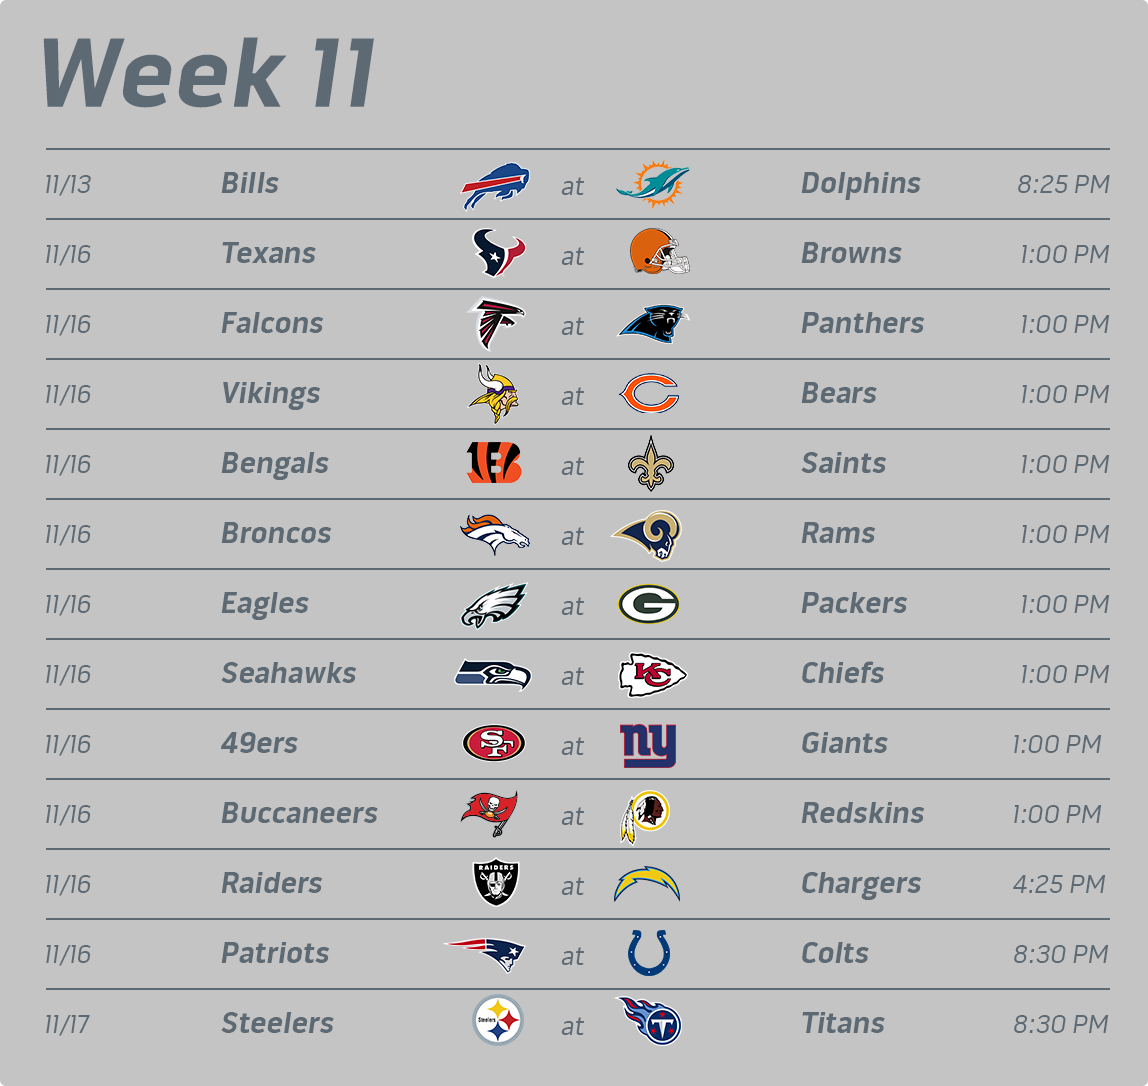 Week 11
11/13 Bills at Dolphins 8:25 PM
11/16 Texans at Browns 1:00 PM
11/16 Falcons at Panthers 1:00 PM
11/16 Vikings at Bears 1:00 PM
11/16 Bengals at Saints 1:00 PM
11/16 Broncos at Rams 1:00 PM
11/16 Eagles at G Packers 1:00 PM
11/16 Seahawks at KC Chiefs 1:00 PM
11/16 49ers SF at ny Giants 1:00 PM
11/16 Buccaneers at Redskins 1:00 PM
11/16 Raiders RAIDERS at Chargers 4:25 PM
11/16 Patriots at Colts 8:30 PM
11/17 Steelers Steelers at T Titans 8:30 PM